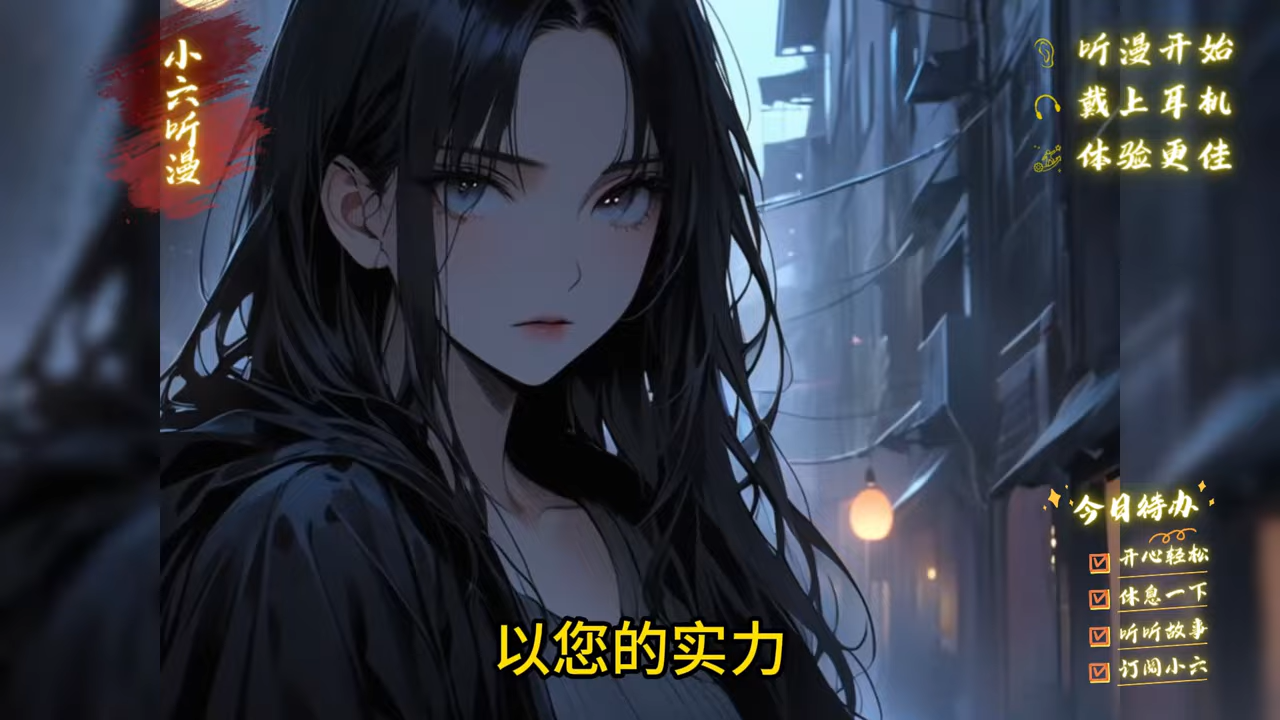 小六听漫
听漫开始
戴上耳机
体验更佳
今日待办
开心轻松
休息一下
听听故事
订阅小六
以您的实力